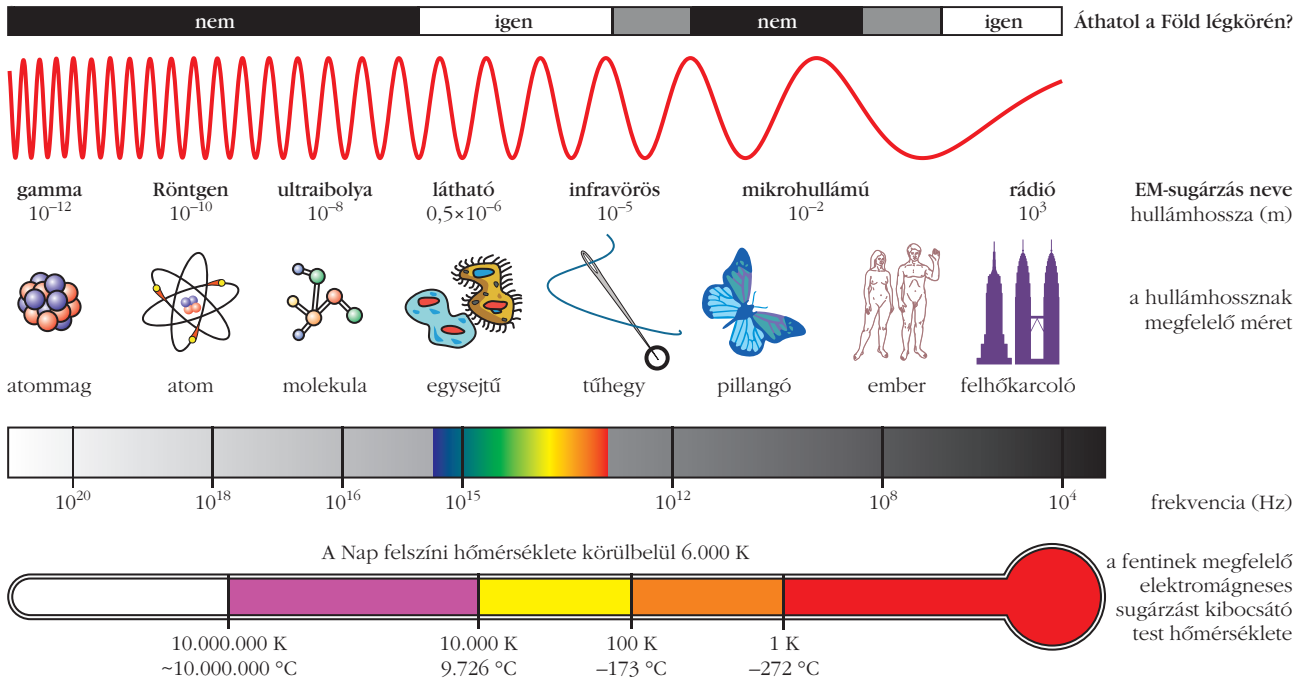 nem igen nem igen Áthatol a Föld légkörén?
gamma Röntgen ultraibolya látható infravörös mikrohullámú rádió EM-sugárzás neve
10⁻¹² 10⁻¹⁰ 10⁻⁸ 0,5×10⁻⁶ 10⁻⁵ 10⁻² 10³ hullámhossza (m)
a hullámhossznak
megfelelő méret
atommag atom molekula egysejtű tűhegy pillangó ember felhőkarcoló
10²⁰ 10¹⁸ 10¹⁶ 10¹⁵ 10¹² 10⁸ 10⁴ frekvencia (Hz)
A Nap felszíni hőmérséklete körülbelül 6.000 K
a fentinek megfelelő
elektromágneses
sugárzást kibocsátó
test hőmérséklete
10.000.000 K 10.000 K 100 K 1 K
~10.000.000 °C 9.726 °C –173 °C –272 °C